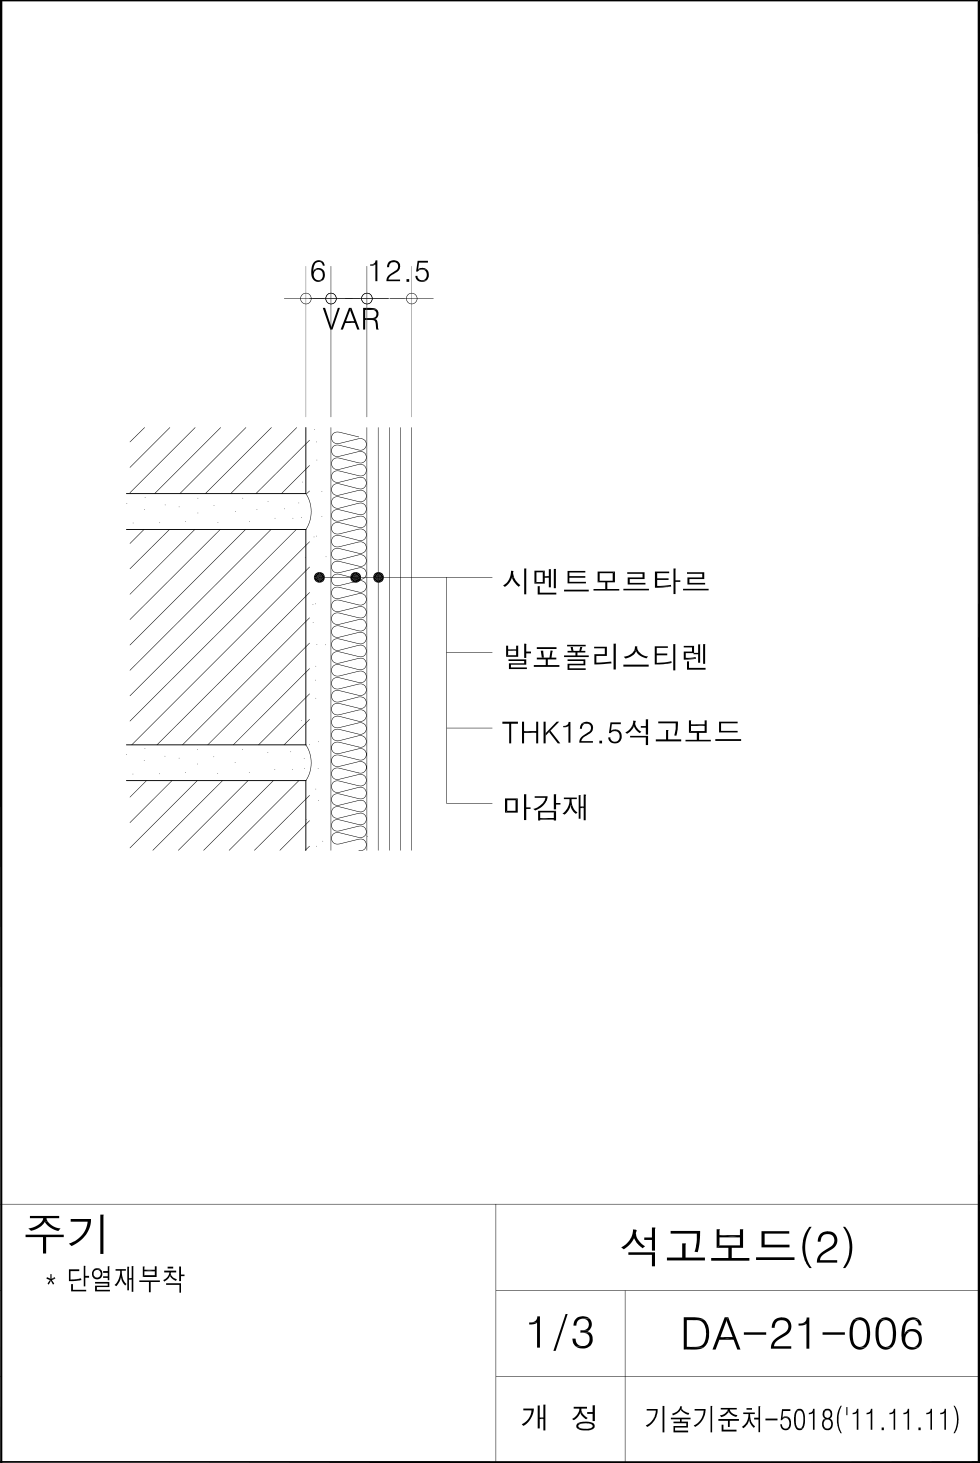 6 12.5
VAR
시멘트모르타르
발포폴리스티렌
THK12.5석고보드
마감재
주기
* 단열재부착
석고보드(2)
1/3 DA-21-006
개 정 기술기준처-5018('11.11.11)